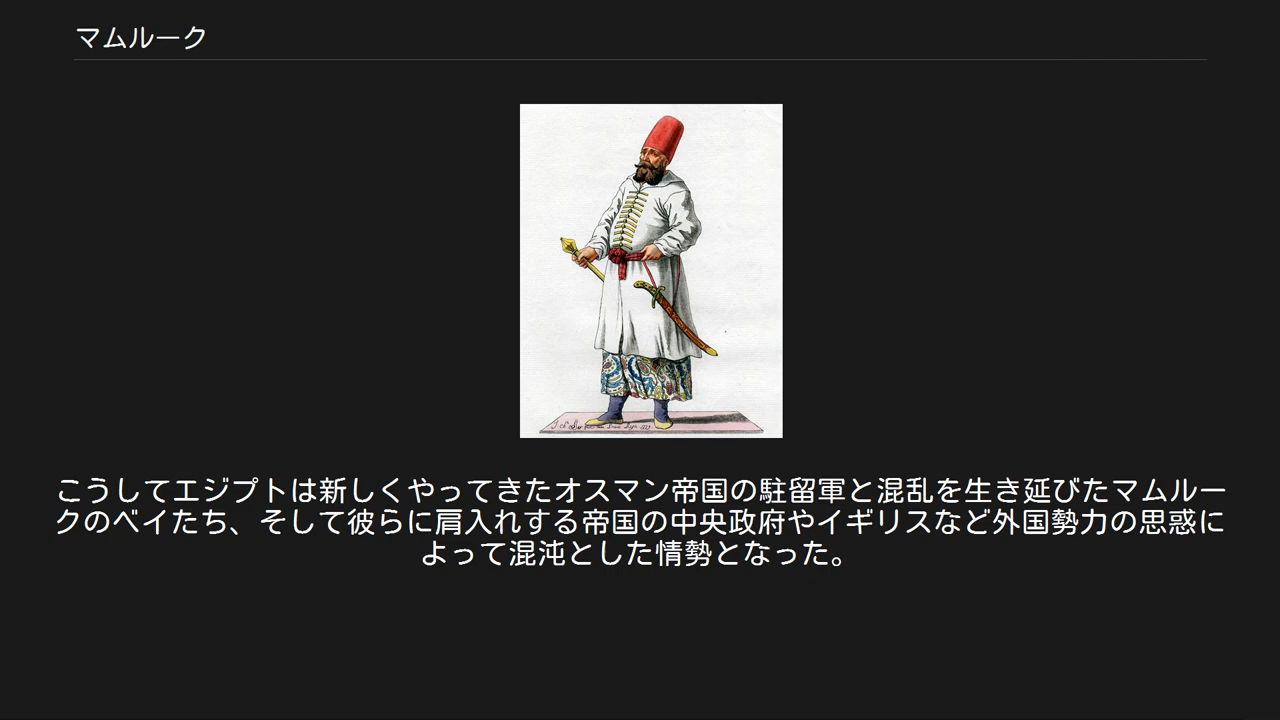 マムルーク
こうしてエジプトは新しくやってきたオスマン帝国の駐留軍と混乱を生き延びたマムルー
クのベイたち、そして彼らに肩入れする帝国の中央政府やイギリスなど外国勢力の思惑に
よって混沌とした情勢となった。